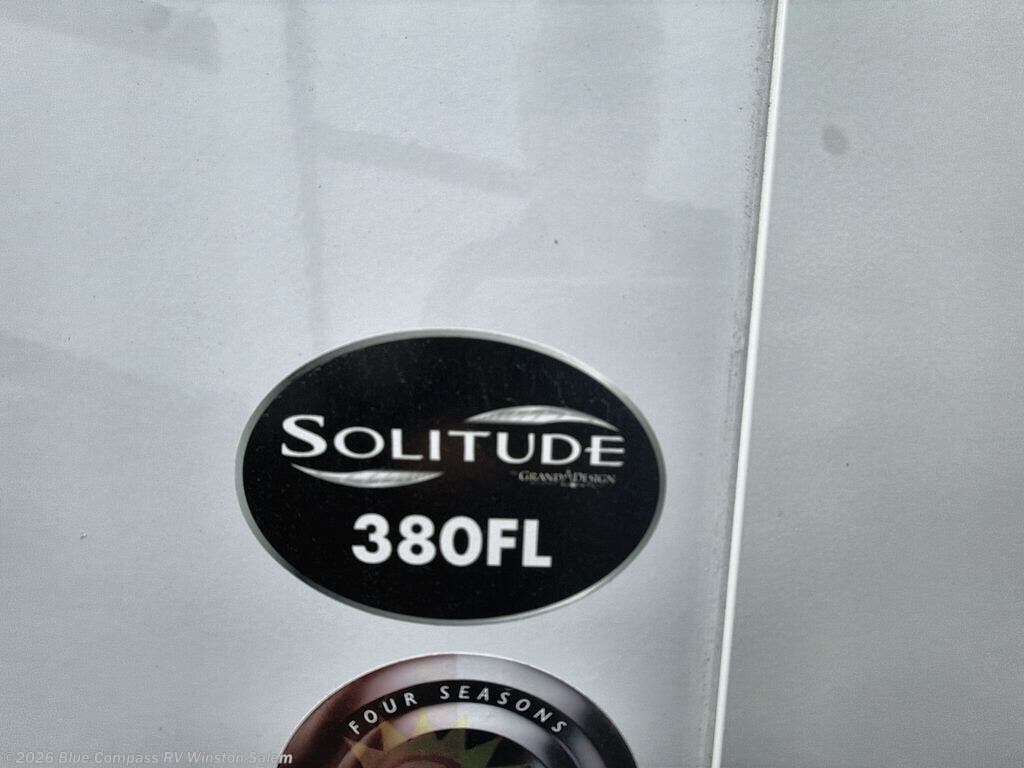 SOLITUDE
GRAND DESIGN
380FL
FOUR SEASONS
©2026 Blue Compass RV Winston Salem